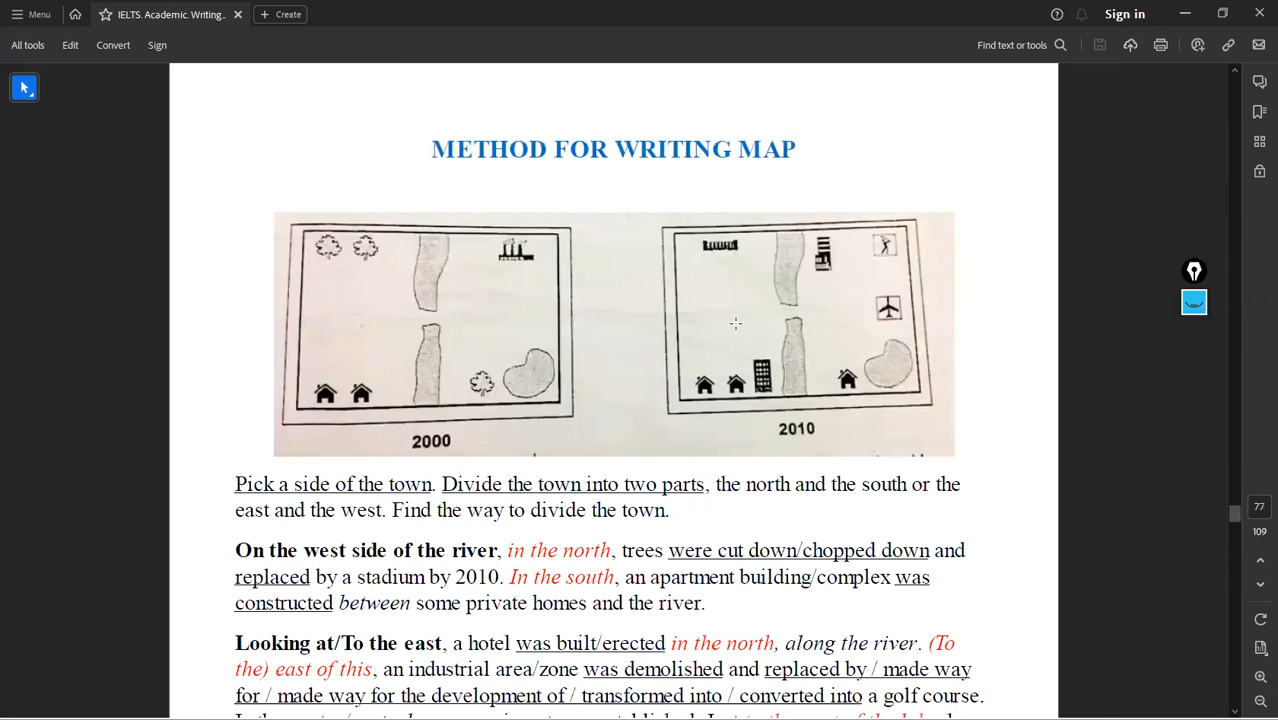 Menu
IELTS. Academic. Writing..
Create
Sign in
All tools
Edit
Convert
Sign
Find text or tools
METHOD FOR WRITING MAP
2000
2010
Pick a side of the town. Divide the town into two parts, the north and the south or the
east and the west. Find the way to divide the town.
On the west side of the river, in the north, trees were cut down/chopped down and
replaced by a stadium by 2010. In the south, an apartment building/complex was
constructed between some private homes and the river.
Looking at/To the east, a hotel was built/erected in the north, along the river. (To
the) east of this, an industrial area/zone was demolished and replaced by / made way
for / made way for the development of / transformed into / converted into a golf course.
77
109